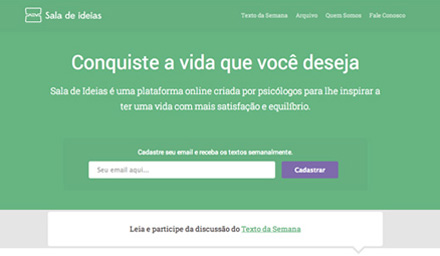 Sala de ideias
Texto da Semana Arquivo Quem Somos Fale Conosco
Conquiste a vida que você deseja
Sala de Ideias é uma plataforma online criada por psicólogos para lhe inspirar a
ter uma vida com mais satisfação e equilíbrio.
Cadastre seu email e receba os textos semanalmente.
Seu email aqui... Cadastrar
Leia e participe da discussão do Texto da Semana